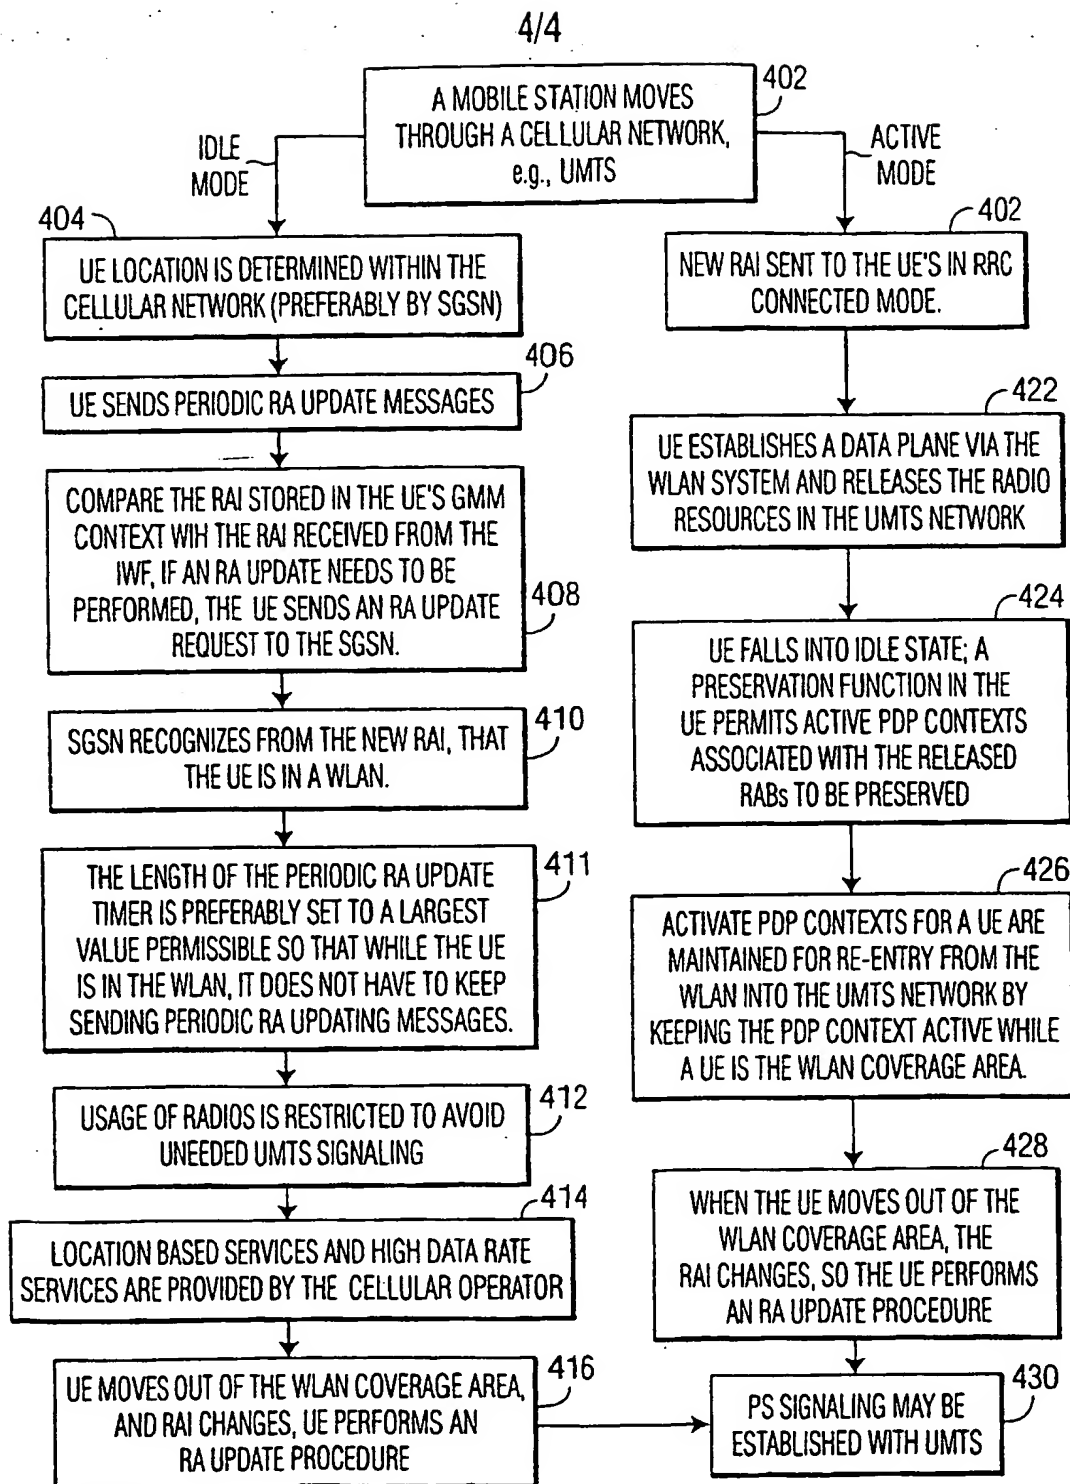 4/4
A MOBILE STATION MOVES
THROUGH A CELLULAR NETWORK,
e.g., UMTS
402
IDLE
MODE
ACTIVE
MODE
404
UE LOCATION IS DETERMINED WITHIN THE
CELLULAR NETWORK (PREFERABLY BY SGSN)
406
UE SENDS PERIODIC RA UPDATE MESSAGES
COMPARE THE RAI STORED IN THE UE'S GMM
CONTEXT WIH THE RAI RECEIVED FROM THE
IWF, IF AN RA UPDATE NEEDS TO BE
PERFORMED, THE UE SENDS AN RA UPDATE
REQUEST TO THE SGSN.
408
410
SGSN RECOGNIZES FROM THE NEW RAI, THAT
THE UE IS IN A WLAN.
411
THE LENGTH OF THE PERIODIC RA UPDATE
TIMER IS PREFERABLY SET TO A LARGEST
VALUE PERMISSIBLE SO THAT WHILE THE UE
IS IN THE WLAN, IT DOES NOT HAVE TO KEEP
SENDING PERIODIC RA UPDATING MESSAGES.
412
USAGE OF RADIOS IS RESTRICTED TO AVOID
UNEEDED UMTS SIGNALING
414
LOCATION BASED SERVICES AND HIGH DATA RATE
SERVICES ARE PROVIDED BY THE CELLULAR OPERATOR
416
UE MOVES OUT OF THE WLAN COVERAGE AREA,
AND RAI CHANGES, UE PERFORMS AN
RA UPDATE PROCEDURE
402
NEW RAI SENT TO THE UE'S IN RRC
CONNECTED MODE.
422
UE ESTABLISHES A DATA PLANE VIA THE
WLAN SYSTEM AND RELEASES THE RADIO
RESOURCES IN THE UMTS NETWORK
424
UE FALLS INTO IDLE STATE; A
PRESERVATION FUNCTION IN THE
UE PERMITS ACTIVE PDP CONTEXTS
ASSOCIATED WITH THE RELEASED
RABs TO BE PRESERVED
426
ACTIVATE PDP CONTEXTS FOR A UE ARE
MAINTAINED FOR RE-ENTRY FROM THE
WLAN INTO THE UMTS NETWORK BY
KEEPING THE PDP CONTEXT ACTIVE WHILE
A UE IS THE WLAN COVERAGE AREA.
428
WHEN THE UE MOVES OUT OF THE
WLAN COVERAGE AREA, THE
RAI CHANGES, SO THE UE PERFORMS
AN RA UPDATE PROCEDURE
430
PS SIGNALING MAY BE
ESTABLISHED WITH UMTS